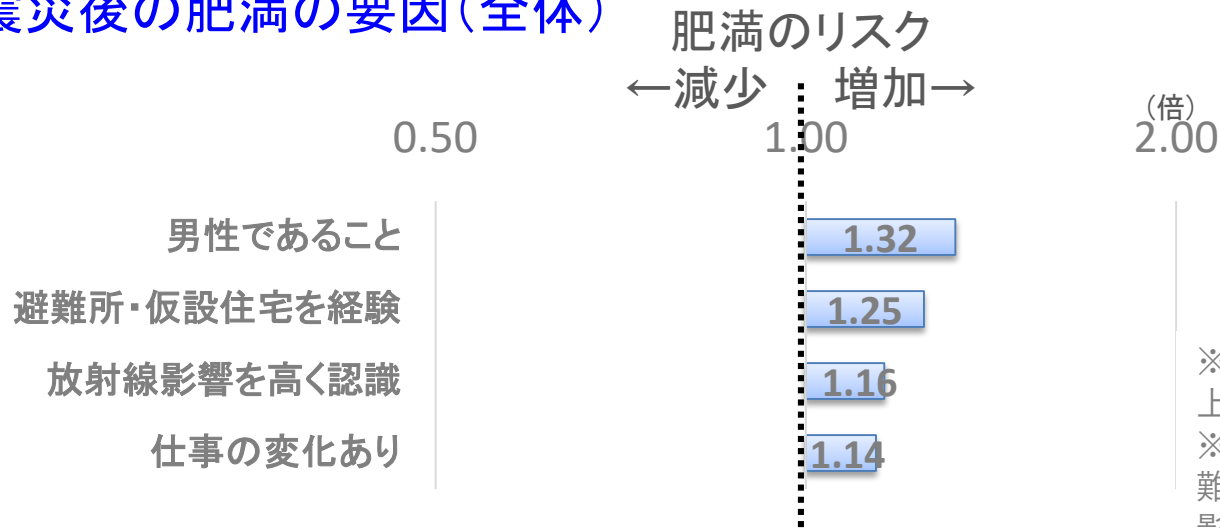 震災後の肥満の要因(全体)
肥満のリスク
←減少 増加→
(倍)
0.50 1.00 2.00
男性であること 1.32
避難所・仮設住宅を経験 1.25
放射線影響を高く認識 1.16
仕事の変化あり 1.14
※
上
※
難